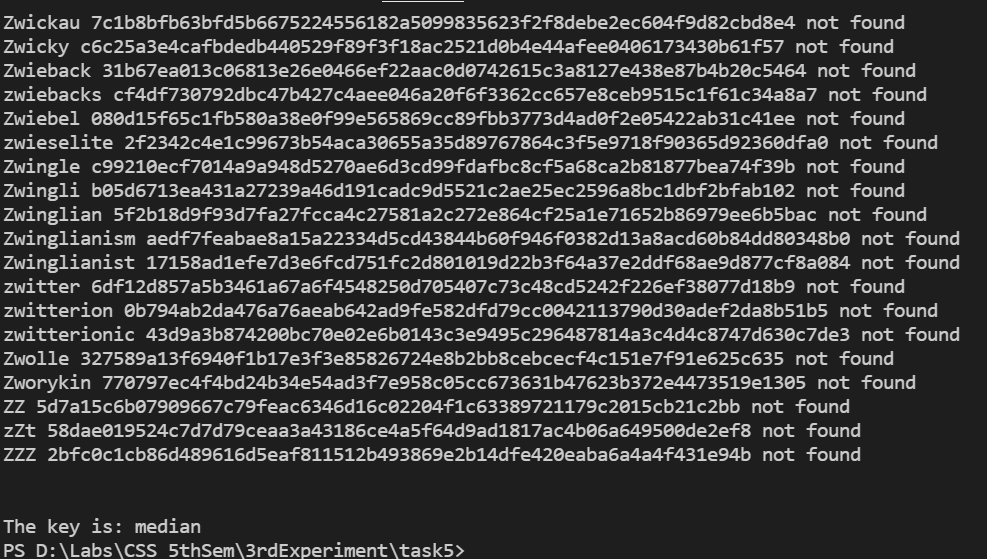 Zwickau 7c1b8bfb63bfd5b6675224556182a5099835623f2f8debe2ec604f9d82cbd8e4 not found
Zwicky c6c25a3e4cafbdedb440529f89f3f18ac2521d0b4e44afee0406173430b61f57 not found
Zwieback 31b67ea013c06813e26e0466ef22aac0d0742615c3a8127e438e87b4b20c5464 not found
zwiebacks cf4df730792dbc47b427c4aee046a20f6f3362cc657e8ceb9515c1f61c34a8a7 not found
Zwiebel 080d15f65c1fb580a38e0f99e565869cc89fbb3773d4ad0f2e05422ab31c41ee not found
zwieselite 2f2342c4e1c99673b54aca30655a35d89767864c3f5e9718f90365d92360dfa0 not found
Zwingle c99210ecf7014a9a948d5270ae6d3cd99fdafbc8cf5a68ca2b81877bea74f39b not found
Zwingli b05d6713ea431a27239a46d191cadc9d5521c2ae25ec2596a8bc1dbf2bfab102 not found
Zwinglian 5f2b18d9f93d7fa27fcca4c27581a2c272e864cf25a1e71652b86979ee6b5bac not found
Zwinglianism aedf7feabae8a15a22334d5cd43844b60f946f0382d13a8acd60b84dd80348b0 not found
Zwinglianist 17158ad1efe7d3e6fcd751fc2d801019d22b3f64a37e2ddf68ae9d877cf8a084 not found
zwitter 6df12d857a5b3461a67a6f4548250d705407c73c48cd5242f226ef38077d18b9 not found
zwitterion 0b794ab2da476a76aeab642ad9fe582dfd79cc0042113790d30adef2da8b51b5 not found
zwitterionic 43d9a3b874200bc70e02e6b0143c3e9495c296487814a3c4d4c8747d630c7de3 not found
Zwolle 327589a13f6940f1b17e3f3e85826724e8b2bb8cebcecf4c151e7f91e625c635 not found
Zworykin 770797ec4f4bd24b34e54ad3f7e958c05cc673631b47623b372e4473519e1305 not found
ZZ 5d7a15c6b07909667c79feac6346d16c02204f1c63389721179c2015cb21c2bb not found
zZt 58dae019524c7d7d79ceaa3a43186ce4a5f64d9ad1817ac4b06a649500de2ef8 not found
ZZZ 2bfc0c1cb86d489616d5eaf811512b493869e2b14dfe420eaba6a4a4f431e94b not found
The key is: median
PS D:\Labs\CSS 5thSem\3rdExperiment\task5>